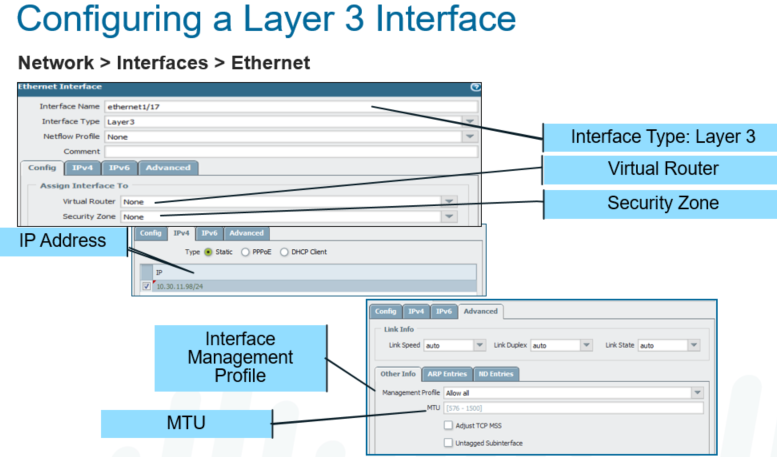 Configuring a Layer 3 Interface
Network > Interfaces > Ethernet
Ethernet Interface
Interface Name ethernet1/17
Interface Type Layer3
Netflow Profile None
Comment
Config IPv4 IPv6 Advanced
Assign Interface To
Virtual Router None
Security Zone None
Interface Type: Layer 3
Virtual Router
Security Zone
IP Address
Config IPv4 IPv6 Advanced
Type Static PPPoE DHCP Client
IP
10.30.11.98/24
Interface
Management
Profile
MTU
Config IPv4 IPv6 Advanced
Link Info
Link Speed auto Link Duplex auto Link State auto
Other Info ARP Entries ND Entries
Management Profile Allow all
MTU [576 - 1500]
Adjust TCP MSS
Untagged Subinterface